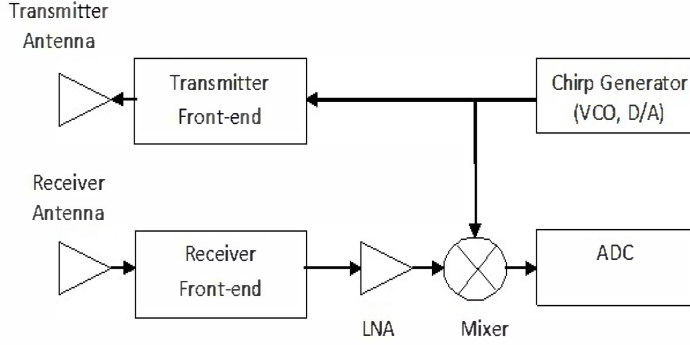 Transmitter
Antenna
Transmitter
Front-end
Chirp Generator
(VCO, D/A)
Receiver
Antenna
Receiver
Front-end
ADC
LNA
Mixer